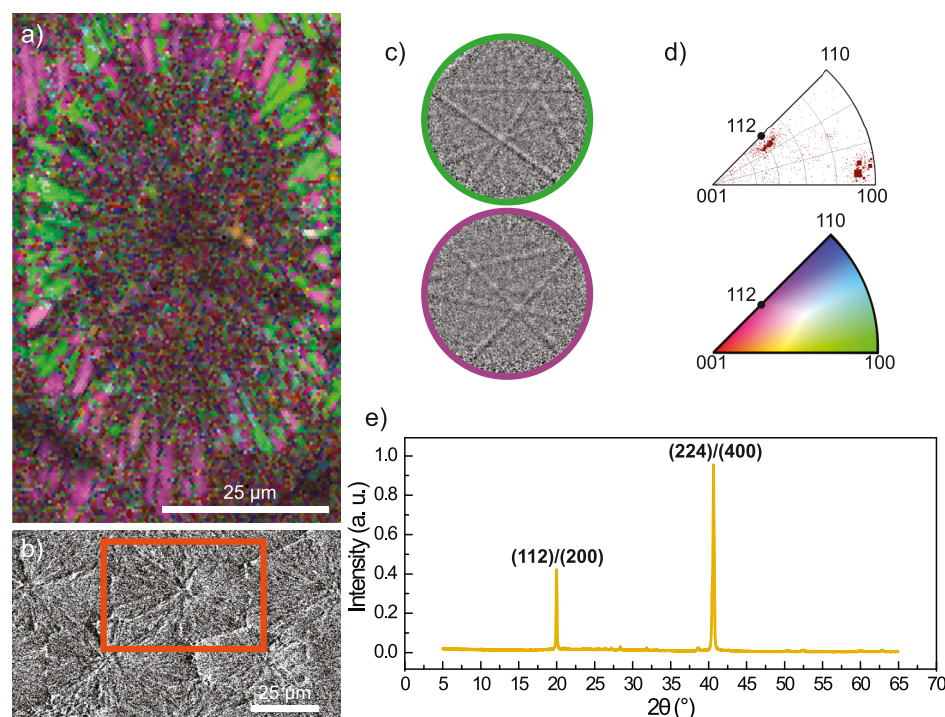 a)
25 µm
b)
25 µm
c)
d)
110
112
001
100
110
112
001
100
e)
Intensity (a. u.)
1.0
0.8
0.6
0.4
0.2
0.0
(112)/(200)
(224)/(400)
0 5 10 15 20 25 30 35 40 45 50 55 60 65 70
2θ (°)